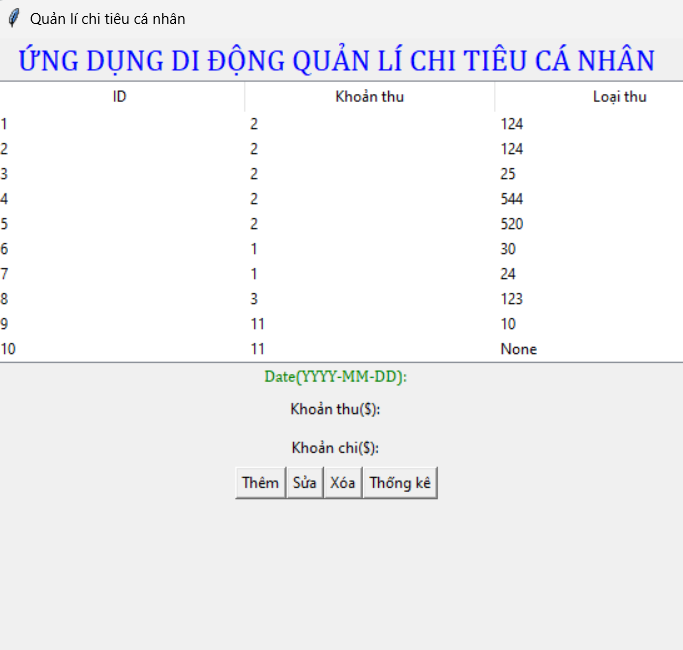 Quản lí chi tiêu cá nhân
ỨNG DỤNG DI ĐỘNG QUẢN LÍ CHI TIÊU CÁ NHÂN
ID Khoản thu Loại thu
1 2 124
2 2 124
3 2 25
4 2 544
5 2 520
6 1 30
7 1 24
8 3 123
9 11 10
10 11 None
Date(YYYY-MM-DD):
Khoản thu($):
Khoản chi($):
Thêm Sửa Xóa Thống kê